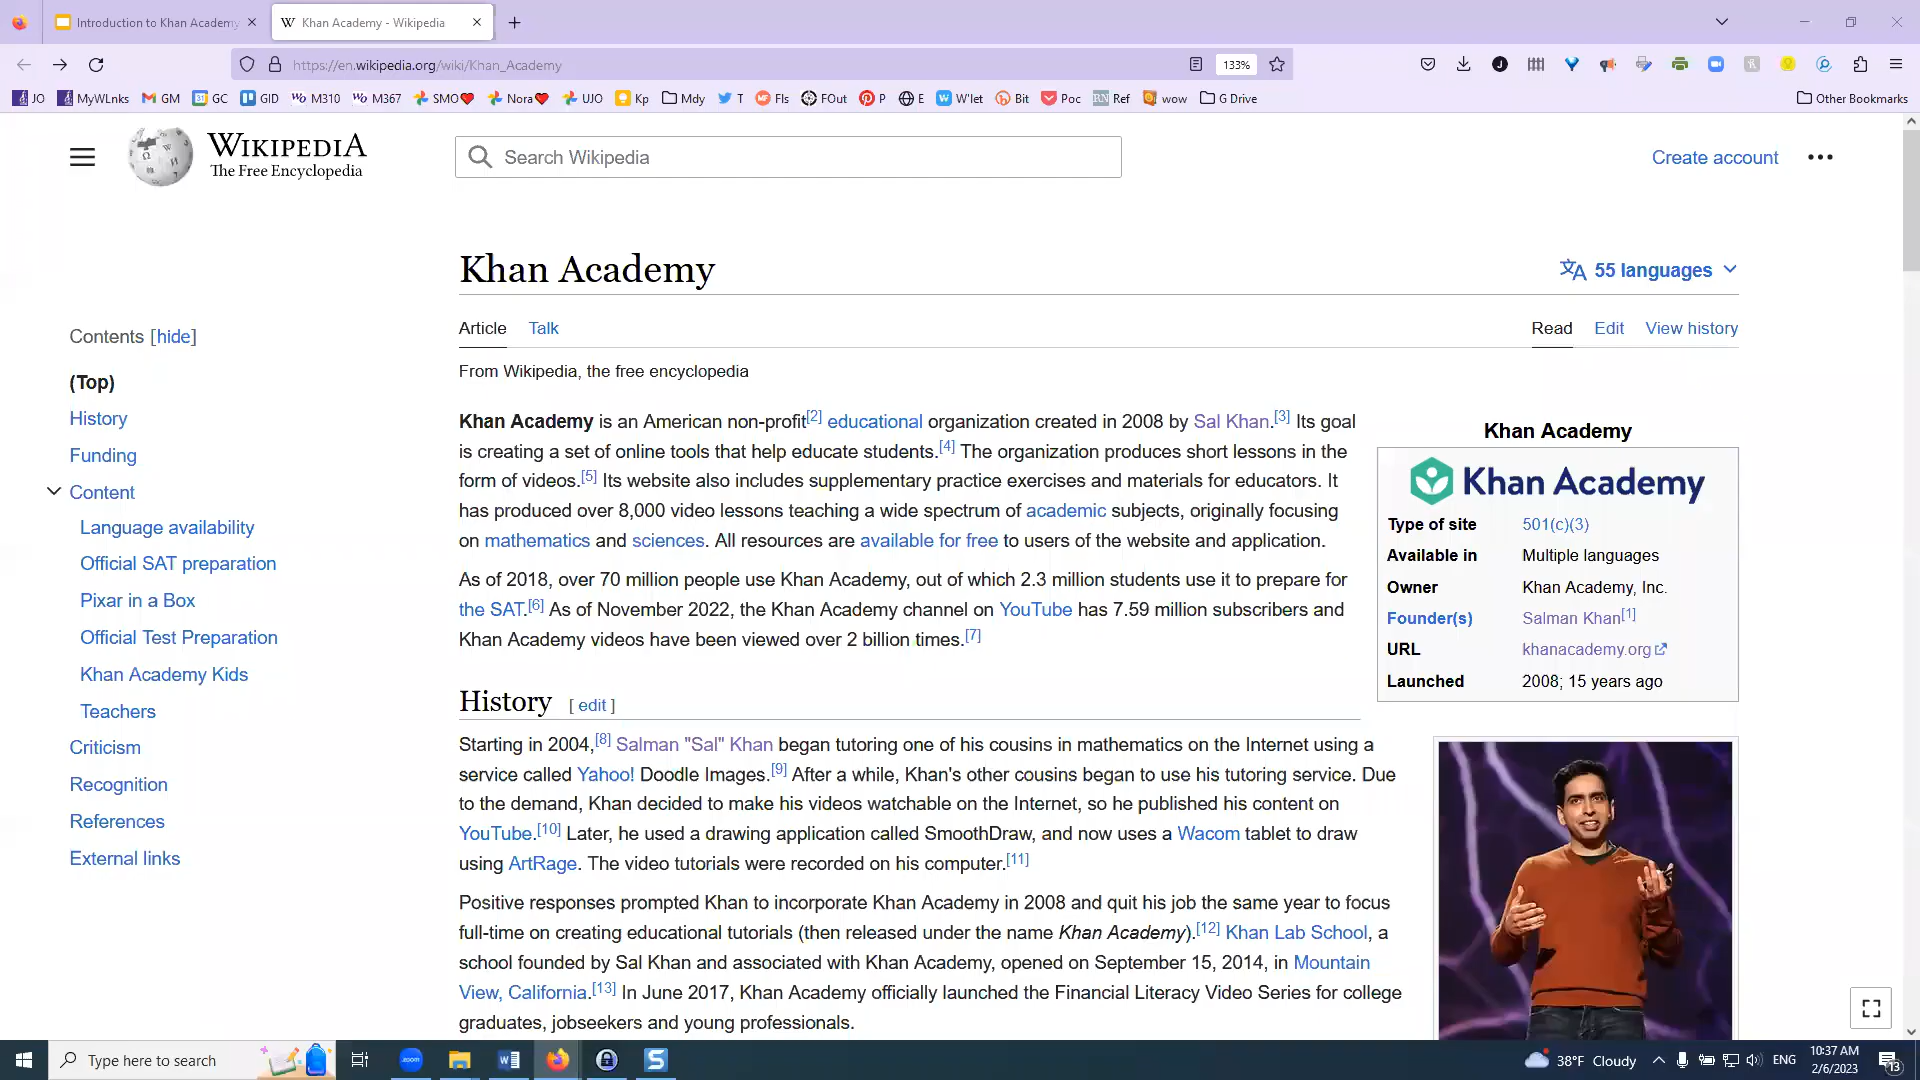 Introduction to Khan Academy
Khan Academy - Wikipedia
https://en.wikipedia.org/wiki/Khan_Academy
133%
JO MyWLnks GM GC GID M310 M367 SMO Nora UJO Kp Mdy T FIs FOut P E W'let Bit Poc Ref wow G Drive Other Bookmarks
WIKIPEDIA
The Free Encyclopedia
Search Wikipedia
Create account
Khan Academy
55 languages
Article Talk
Read Edit View history
From Wikipedia, the free encyclopedia
Contents [hide]
(Top)
History
Funding
Content
Language availability
Official SAT preparation
Pixar in a Box
Official Test Preparation
Khan Academy Kids
Teachers
Criticism
Recognition
References
External links
Khan Academy is an American non-profit[2] educational organization created in 2008 by Sal Khan.[3] Its goal
is creating a set of online tools that help educate students.[4] The organization produces short lessons in the
form of videos.[5] Its website also includes supplementary practice exercises and materials for educators. It
has produced over 8,000 video lessons teaching a wide spectrum of academic subjects, originally focusing
on mathematics and sciences. All resources are available for free to users of the website and application.
As of 2018, over 70 million people use Khan Academy, out of which 2.3 million students use it to prepare for
the SAT.[6] As of November 2022, the Khan Academy channel on YouTube has 7.59 million subscribers and
Khan Academy videos have been viewed over 2 billion times.[7]
Khan Academy
Khan Academy
Type of site 501(c)(3)
Available in Multiple languages
Owner Khan Academy, Inc.
Founder(s) Salman Khan[1]
URL khanacademy.org
Launched 2008; 15 years ago
History [ edit ]
Starting in 2004,[8] Salman "Sal" Khan began tutoring one of his cousins in mathematics on the Internet using a
service called Yahoo! Doodle Images.[9] After a while, Khan's other cousins began to use his tutoring service. Due
to the demand, Khan decided to make his videos watchable on the Internet, so he published his content on
YouTube.[10] Later, he used a drawing application called SmoothDraw, and now uses a Wacom tablet to draw
using ArtRage. The video tutorials were recorded on his computer.[11]
Positive responses prompted Khan to incorporate Khan Academy in 2008 and quit his job the same year to focus
full-time on creating educational tutorials (then released under the name Khan Academy).[12] Khan Lab School, a
school founded by Sal Khan and associated with Khan Academy, opened on September 15, 2014, in Mountain
View, California.[13] In June 2017, Khan Academy officially launched the Financial Literacy Video Series for college
graduates, jobseekers and young professionals.
Type here to search
zoom
38°F Cloudy
ENG
10:37 AM
2/6/2023
13